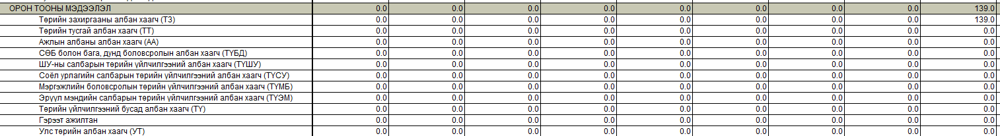 ОРОН ТООНЫ МЭДЭЭЛЭЛ 0.0 0.0 0.0 0.0 0.0 0.0 0.0 0.0 139.0
Төрийн захиргааны албан хаагч (ТЗ) 0.0 0.0 0.0 0.0 0.0 0.0 0.0 0.0 139.0
Төрийн тусгай албан хаагч (ТТ) 0.0 0.0 0.0 0.0 0.0 0.0 0.0 0.0 0.0
Ажлын албаны албан хаагч (АА) 0.0 0.0 0.0 0.0 0.0 0.0 0.0 0.0 0.0
СӨБ болон бага, дунд боловсролын албан хаагч (ТҮБД) 0.0 0.0 0.0 0.0 0.0 0.0 0.0 0.0 0.0
ШУ-ны салбарын төрийн үйлчилгээний албан хаагч (ТҮШУ) 0.0 0.0 0.0 0.0 0.0 0.0 0.0 0.0 0.0
Соёл урлагийн салбарын төрийн үйлчилгээний албан хаагч (ТҮСУ) 0.0 0.0 0.0 0.0 0.0 0.0 0.0 0.0 0.0
Мэргэжлийн боловсролын төрийн үйлчилгээний албан хаагч (ТҮМБ) 0.0 0.0 0.0 0.0 0.0 0.0 0.0 0.0 0.0
Эрүүл мэндийн салбарын төрийн үйлчилгээний албан хаагч (ТҮЭМ) 0.0 0.0 0.0 0.0 0.0 0.0 0.0 0.0 0.0
Төрийн үйлчилгээний бусад албан хаагч (ТҮ) 0.0 0.0 0.0 0.0 0.0 0.0 0.0 0.0 0.0
Гэрээт ажилтан 0.0 0.0 0.0 0.0 0.0 0.0 0.0 0.0 0.0
Улс төрийн албан хаагч (УТ) 0.0 0.0 0.0 0.0 0.0 0.0 0.0 0.0 0.0